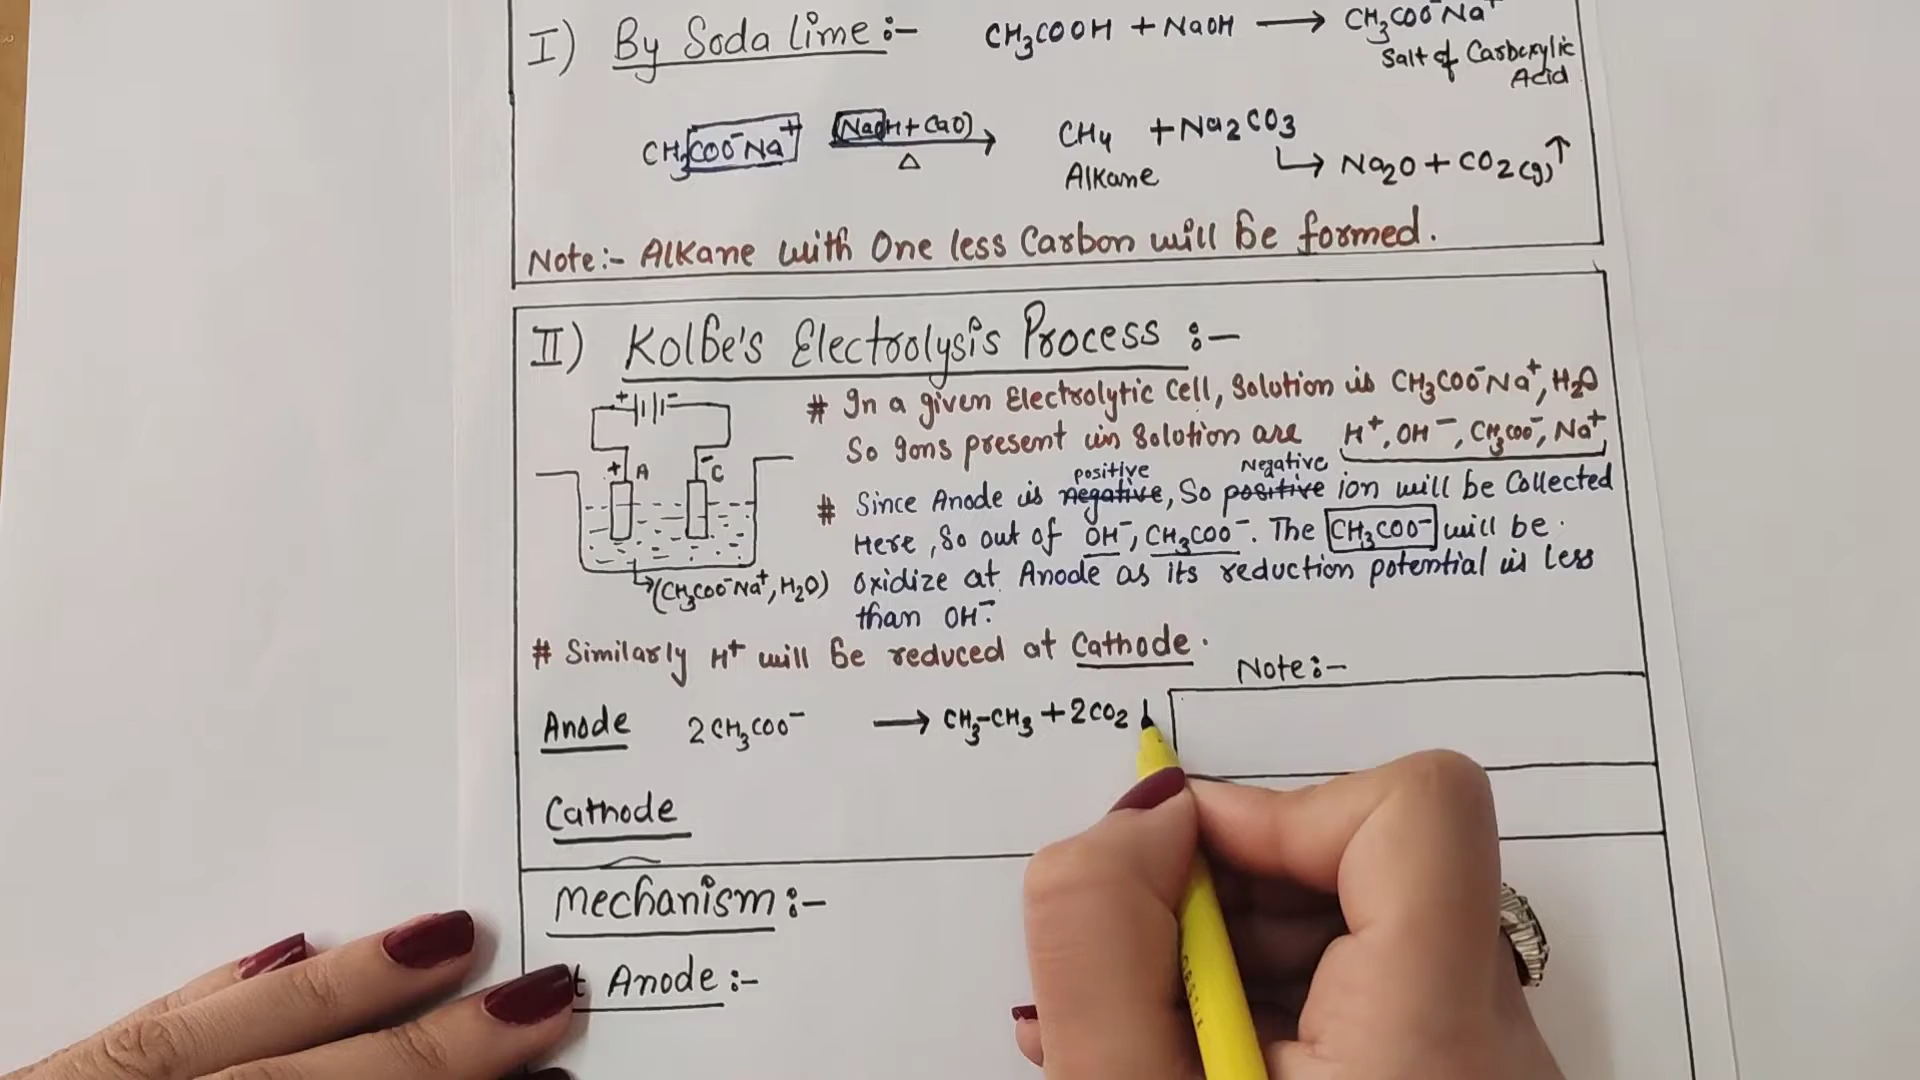 I) By Soda lime :- CH₃COOH + NaOH ⟶ CH₃COO⁻Na⁺
Salt of Carboxylic
Acid
CH₃COO⁻Na⁺ (NaOH + CaO) ⟶ CH₄ + Na₂CO₃
Δ Alkane ↳ Na₂O + CO₂(g)↑
Note :- Alkane with One less Carbon will be formed.
II) Kolbe's Electrolysis Process :-
+ -
+ A - C
(CH₃COO⁻Na⁺, H₂O)
# In a given Electrolytic Cell, Solution is CH₃COO⁻Na⁺, H₂O
So Ions present in Solution are H⁺, OH⁻, CH₃COO⁻, Na⁺
positive Negative
# Since Anode is negative, So positive ion will be Collected
Here, So out of OH⁻, CH₃COO⁻. The CH₃COO⁻ will be
oxidize at Anode as its reduction potential is less
than OH⁻.
# Similarly H⁺ will be reduced at Cathode.
Note :-
Anode 2CH₃COO⁻ ⟶ CH₃-CH₃ + 2CO₂
Cathode
Mechanism :-
t Anode :-